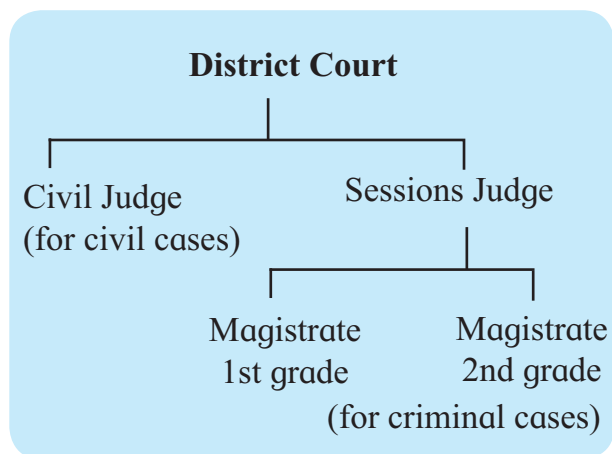 District Court
Civil Judge
(for civil cases)
Sessions Judge
Magistrate
1st grade
Magistrate
2nd grade
(for criminal cases)